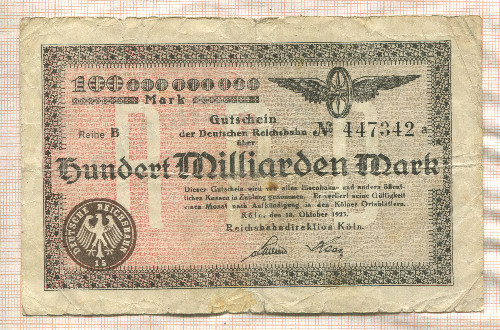 100 000 000 000
Mark
Gutschein
Reihe B
der Deutschen Reichsbahn
№ 447342 a
über
Hundert Milliarden Mark
Dieser Gutschein wird von allen Eisenbahn- und andern öffent-
lichen Kassen in Zahlung genommen. Er verliert seine Gültigkeit
einen Monat nach Aufkündigung in den Kölner Ortsblättern.
Köln, den 18. Oktober 1923.
Reichsbahndirektion Köln.
DEUTSCHE REICHSBAHN